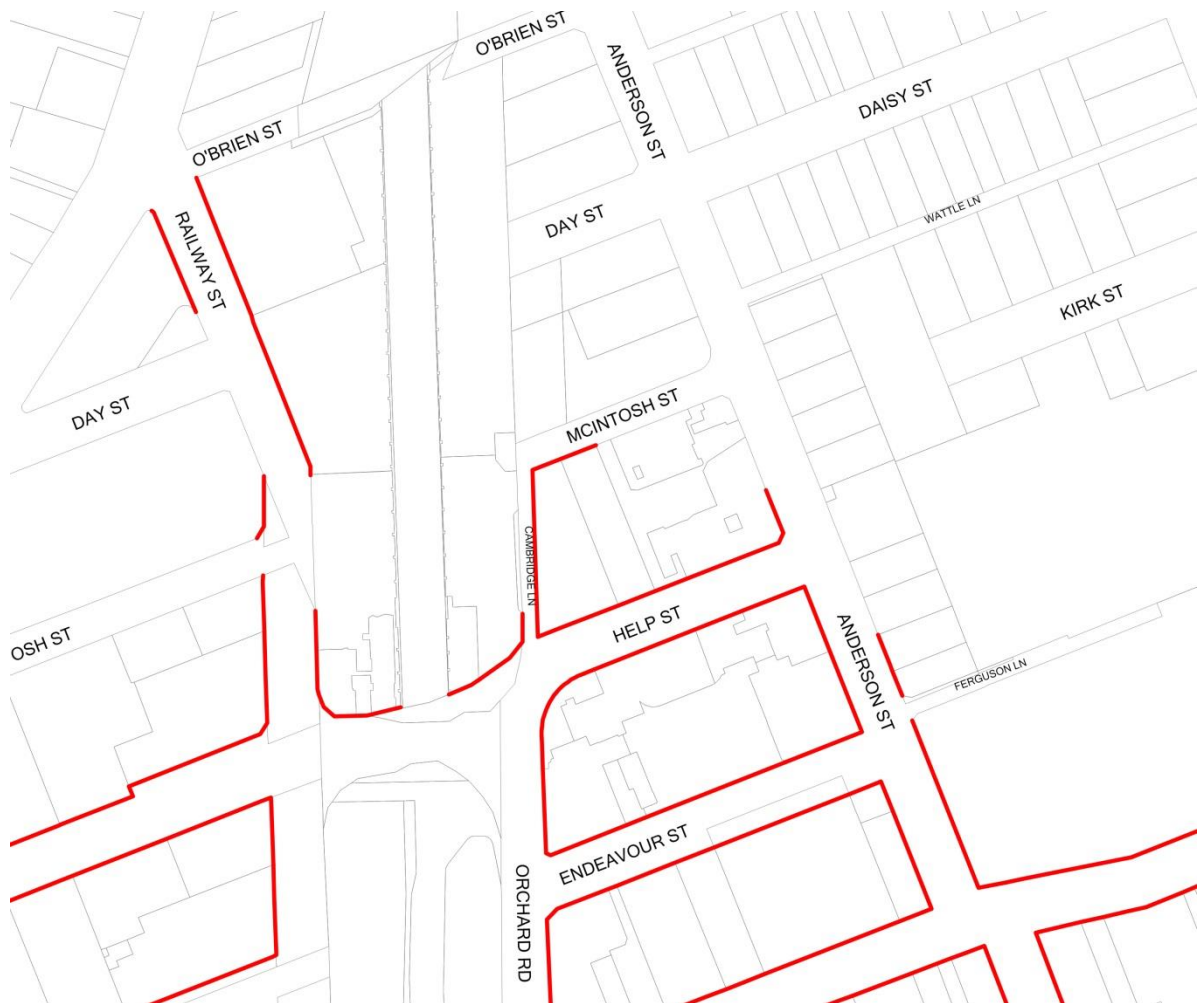 O'BRIEN ST
ANDERSON ST
DAISY ST
O'BRIEN ST
WATTLE LN
DAY ST
RAILWAY ST
KIRK ST
DAY ST
MCINTOSH ST
CAMBRIDGE LN
HELP ST
OSH ST
ANDERSON ST
FERGUSON LN
ENDEAVOUR ST
ORCHARD RD